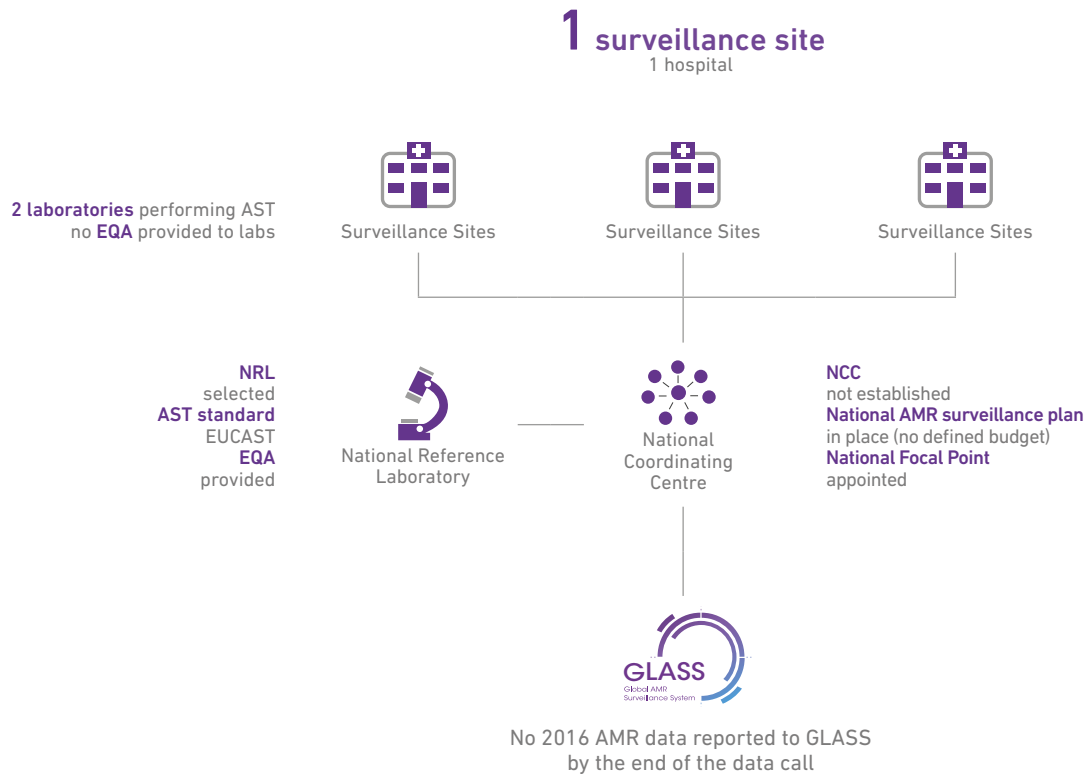 1 surveillance site
1 hospital
2 laboratories performing AST
no EQA provided to labs
Surveillance Sites
Surveillance Sites
Surveillance Sites
NRL
selected
AST standard
EUCAST
EQA
provided
National Reference
Laboratory
National
Coordinating
Centre
NCC
not established
National AMR surveillance plan
in place (no defined budget)
National Focal Point
appointed
GLASS
Global AMR
Surveillance System
No 2016 AMR data reported to GLASS
by the end of the data call